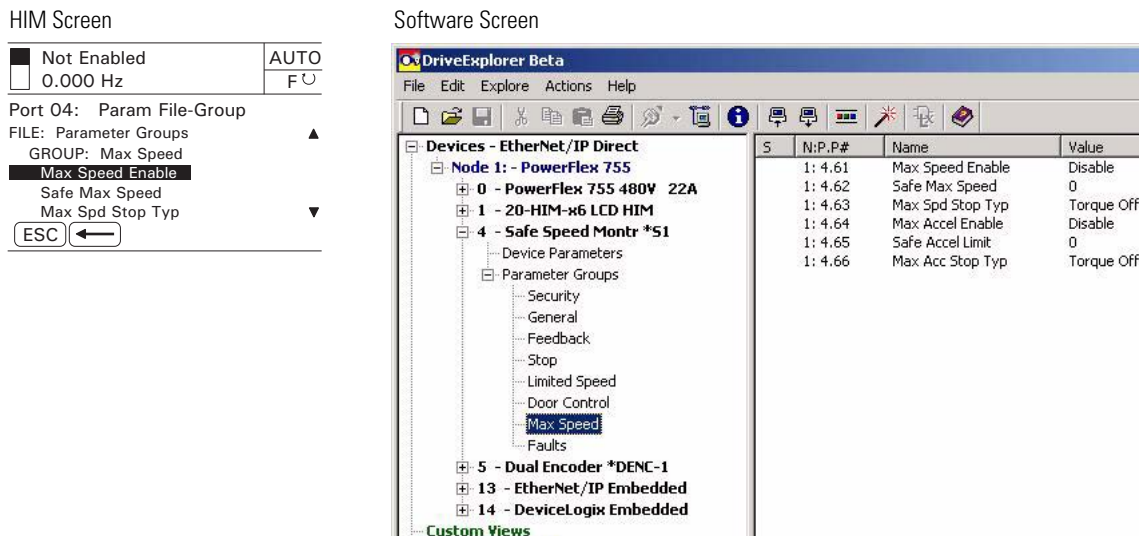 HIM Screen
Not Enabled
0.000 Hz
AUTO
F
Port 04: Param File-Group
FILE: Parameter Groups
GROUP: Max Speed
Max Speed Enable
Safe Max Speed
Max Spd Stop Typ
ESC
Software Screen
DriveExplorer Beta
File Edit Explore Actions Help
Devices - EtherNet/IP Direct
Node 1: - PowerFlex 755
0 - PowerFlex 755 480V 22A
1 - 20-HIM-x6 LCD HIM
4 - Safe Speed Montr *S1
Device Parameters
Parameter Groups
Security
General
Feedback
Stop
Limited Speed
Door Control
Max Speed
Faults
5 - Dual Encoder *DENC-1
13 - EtherNet/IP Embedded
14 - DeviceLogix Embedded
Custom Views
S N:P.P# Name Value
1: 4.61 Max Speed Enable Disable
1: 4.62 Safe Max Speed 0
1: 4.63 Max Spd Stop Typ Torque Off
1: 4.64 Max Accel Enable Disable
1: 4.65 Safe Accel Limit 0
1: 4.66 Max Acc Stop Typ Torque Off